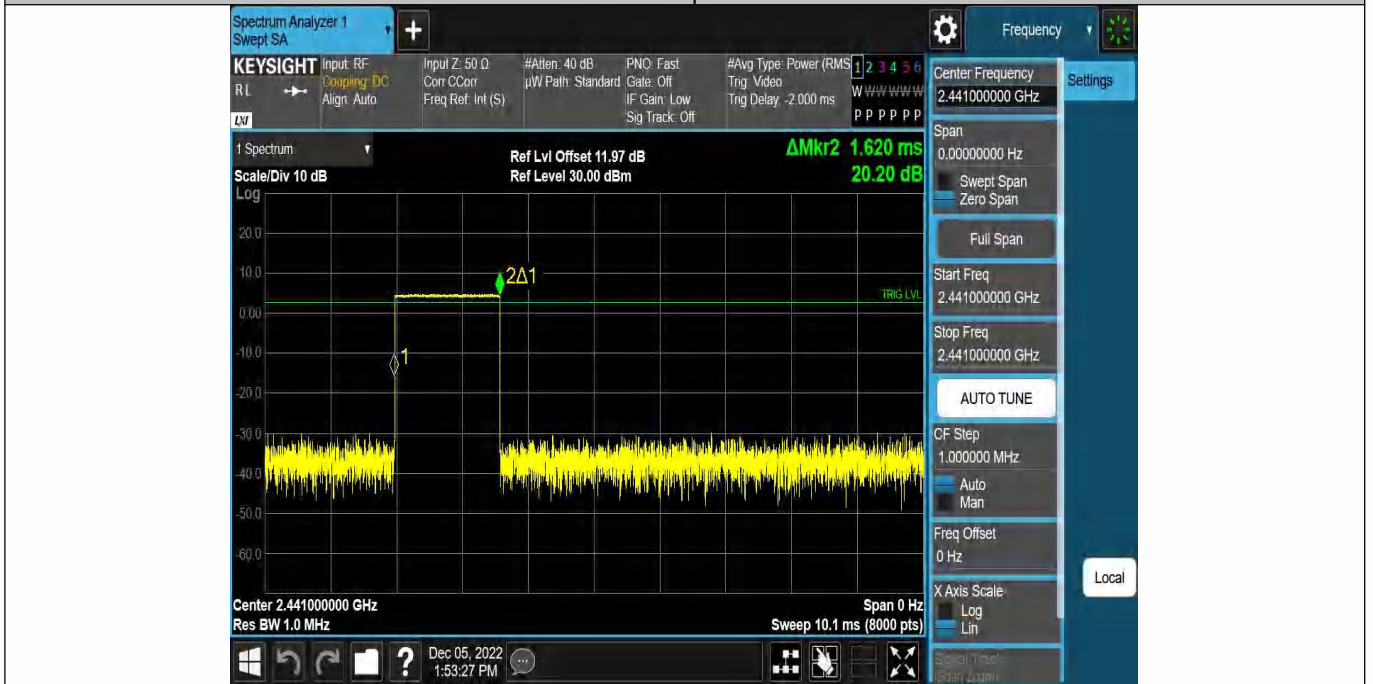 Spectrum Analyzer 1
Swept SA
+
Frequency
KEYSIGHT
R L
LXI
Input: RF
Coupling: DC
Align: Auto
Input Z: 50 Ω
Corr CCorr
Freq Ref: Int (S)
#Atten: 40 dB
µW Path: Standard
PNO: Fast
Gate: Off
IF Gain: Low
Sig Track: Off
#Avg Type: Power (RMS
Trig: Video
Trig Delay: -2.000 ms
1 2 3 4 5 6
W W W W W W
P P P P P P
1 Spectrum
Scale/Div 10 dB
Log
Ref Lvl Offset 11.97 dB
Ref Level 30.00 dBm
ΔMkr2 1.620 ms
20.20 dB
20.0
10.0
0.00
-10.0
-20.0
-30.0
-40.0
-50.0
-60.0
2Δ1
TRIG LVL
1
Center 2.441000000 GHz
Res BW 1.0 MHz
Span 0 Hz
Sweep 10.1 ms (8000 pts)
?
Dec 05, 2022
1:53:27 PM
Center Frequency
2.441000000 GHz
Settings
Span
0.00000000 Hz
Swept Span
Zero Span
Full Span
Start Freq
2.441000000 GHz
Stop Freq
2.441000000 GHz
AUTO TUNE
CF Step
1.000000 MHz
Auto
Man
Freq Offset
0 Hz
X Axis Scale
Log
Lin
Local
Signal Track
(Span Zoom)